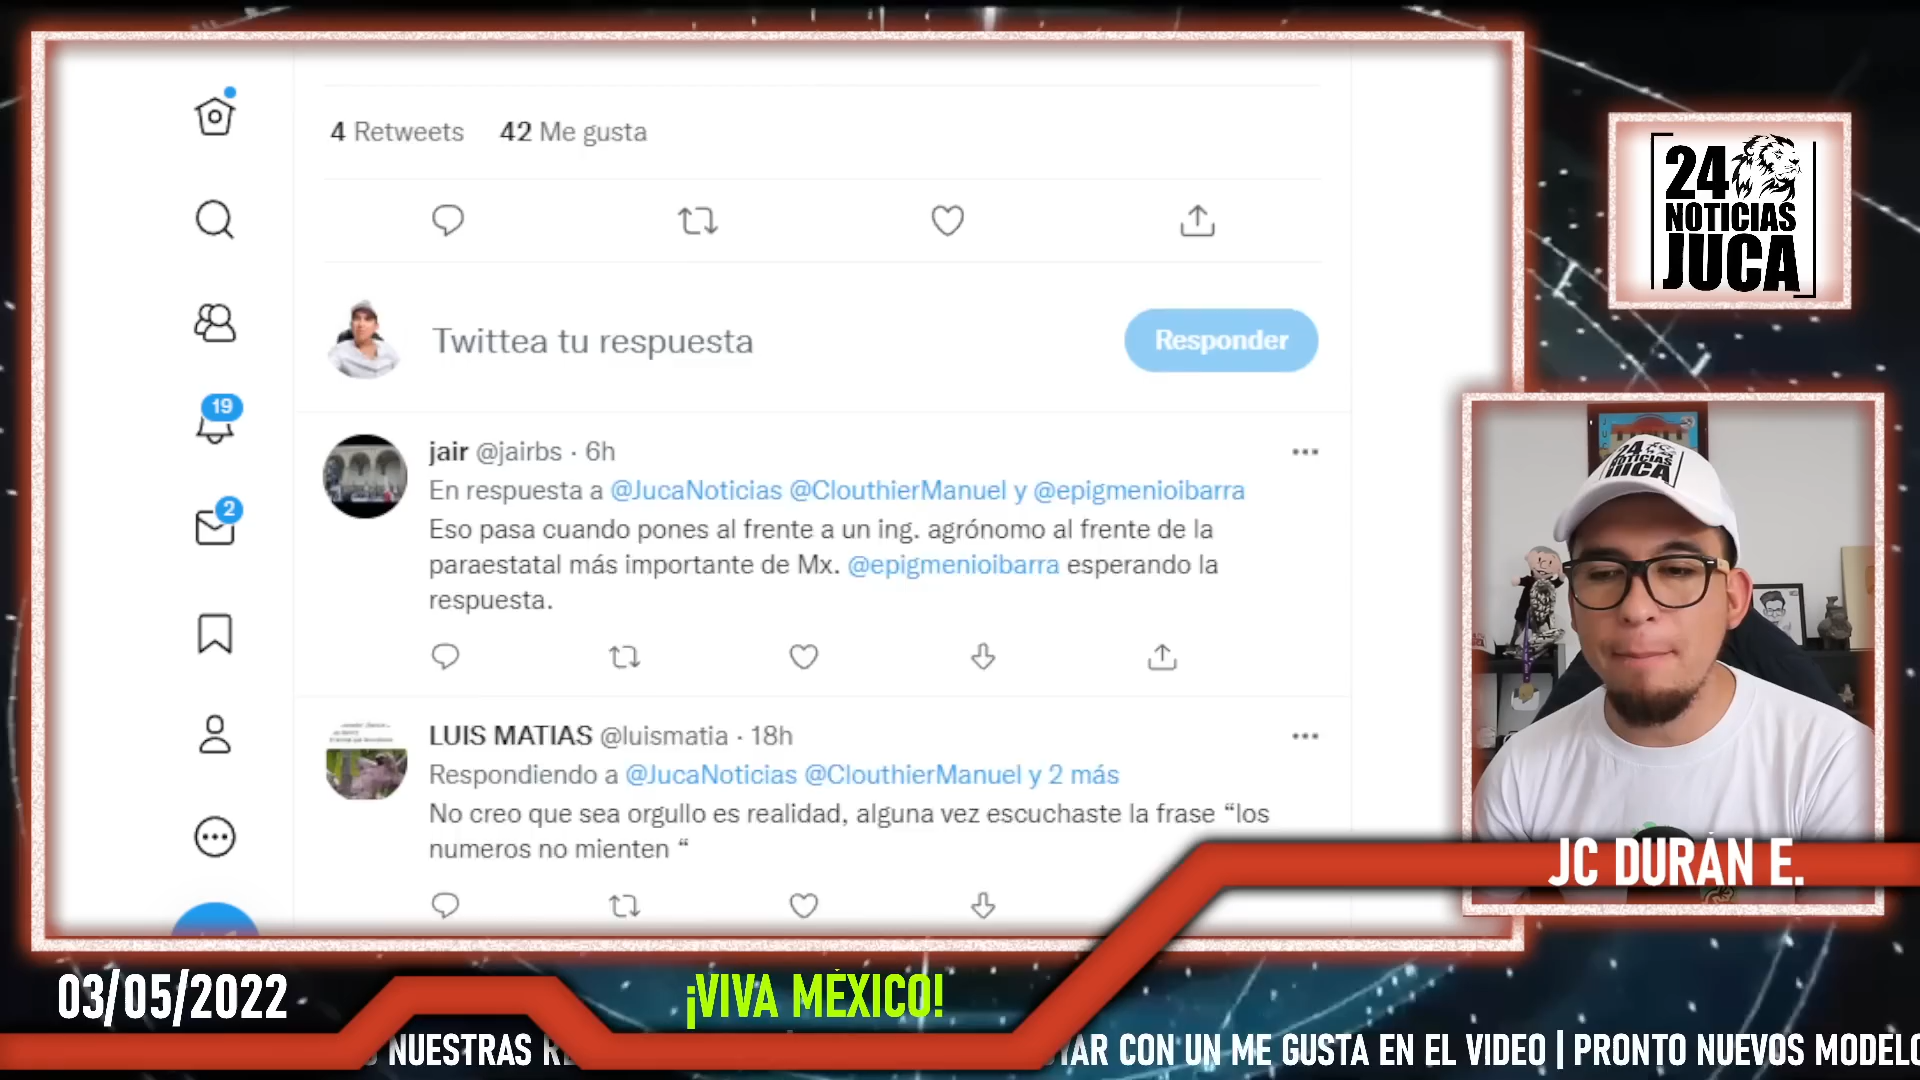 4 Retweets 42 Me gusta
Twittea tu respuesta
Responder
19
2
jair @jairbs · 6h
En respuesta a @JucaNoticias @ClouthierManuel y @epigmenioibarra
Eso pasa cuando pones al frente a un ing. agrónomo al frente de la
paraestatal más importante de Mx. @epigmenioibarra esperando la
respuesta.
LUIS MATIAS @luismatia · 18h
Respondiendo a @JucaNoticias @ClouthierManuel y 2 más
No creo que sea orgullo es realidad, alguna vez escuchaste la frase “los
numeros no mienten “
24
NOTICIAS
JUCA
24
NOTICIAS
JUCA
JC DURÁN E.
03/05/2022
¡VIVA MÉXICO!
NUESTRAS
CON UN ME GUSTA EN EL VIDEO | PRONTO NUEVOS